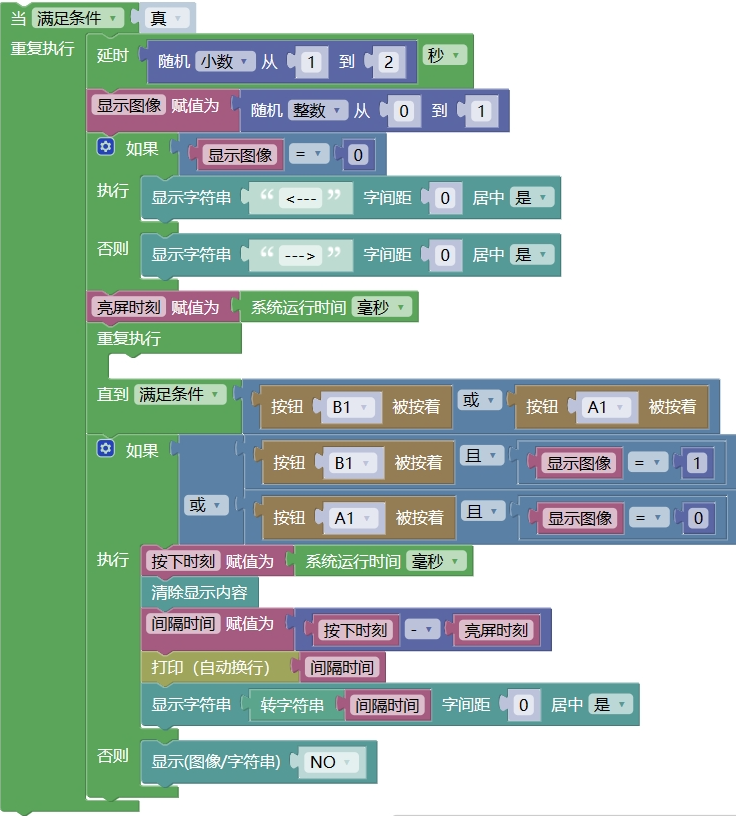 当 满足条件 真
重复执行
延时 随机 小数 从 1 到 2 秒
显示图像 赋值为 随机 整数 从 0 到 1
如果 显示图像 = 0
执行 显示字符串 “ <--- ” 字间距 0 居中 是
否则 显示字符串 “ ---> ” 字间距 0 居中 是
亮屏时刻 赋值为 系统运行时间 毫秒
重复执行
直到 满足条件 按钮 B1 被按着 或 按钮 A1 被按着
如果 按钮 B1 被按着 且 显示图像 = 1
或
按钮 A1 被按着 且 显示图像 = 0
执行 按下时刻 赋值为 系统运行时间 毫秒
清除显示内容
间隔时间 赋值为 按下时刻 - 亮屏时刻
打印（自动换行） 间隔时间
显示字符串 转字符串 间隔时间 字间距 0 居中 是
否则 显示(图像/字符串) NO